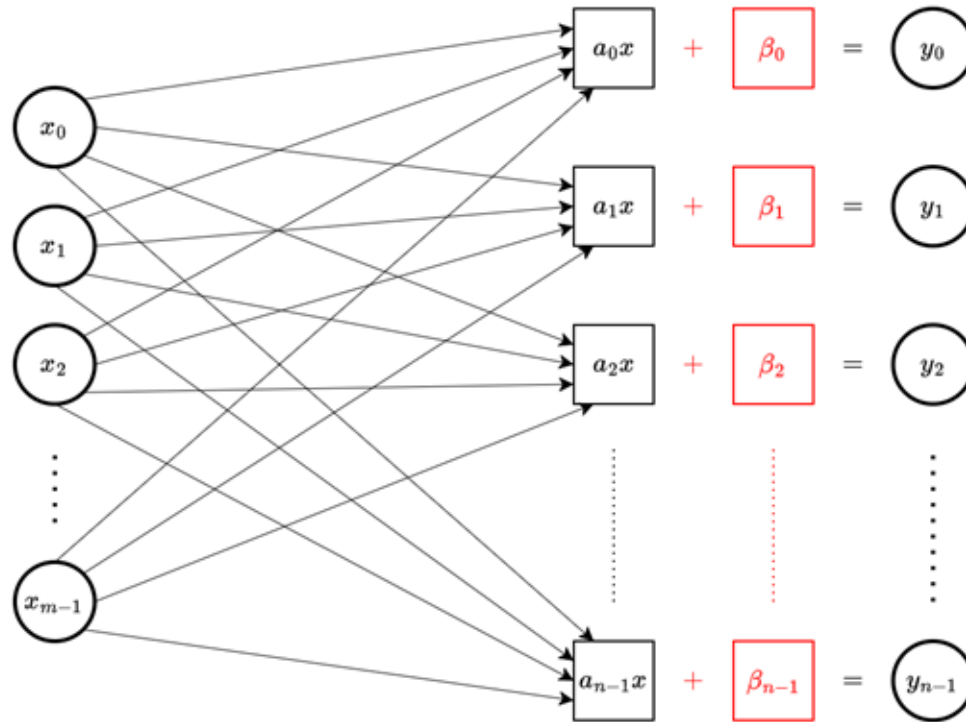 a₀x + β₀ = y₀
x₀
a₁x + β₁ = y₁
x₁
a₂x + β₂ = y₂
x₂
xₘ₋₁
aₙ₋₁x + βₙ₋₁ = yₙ₋₁